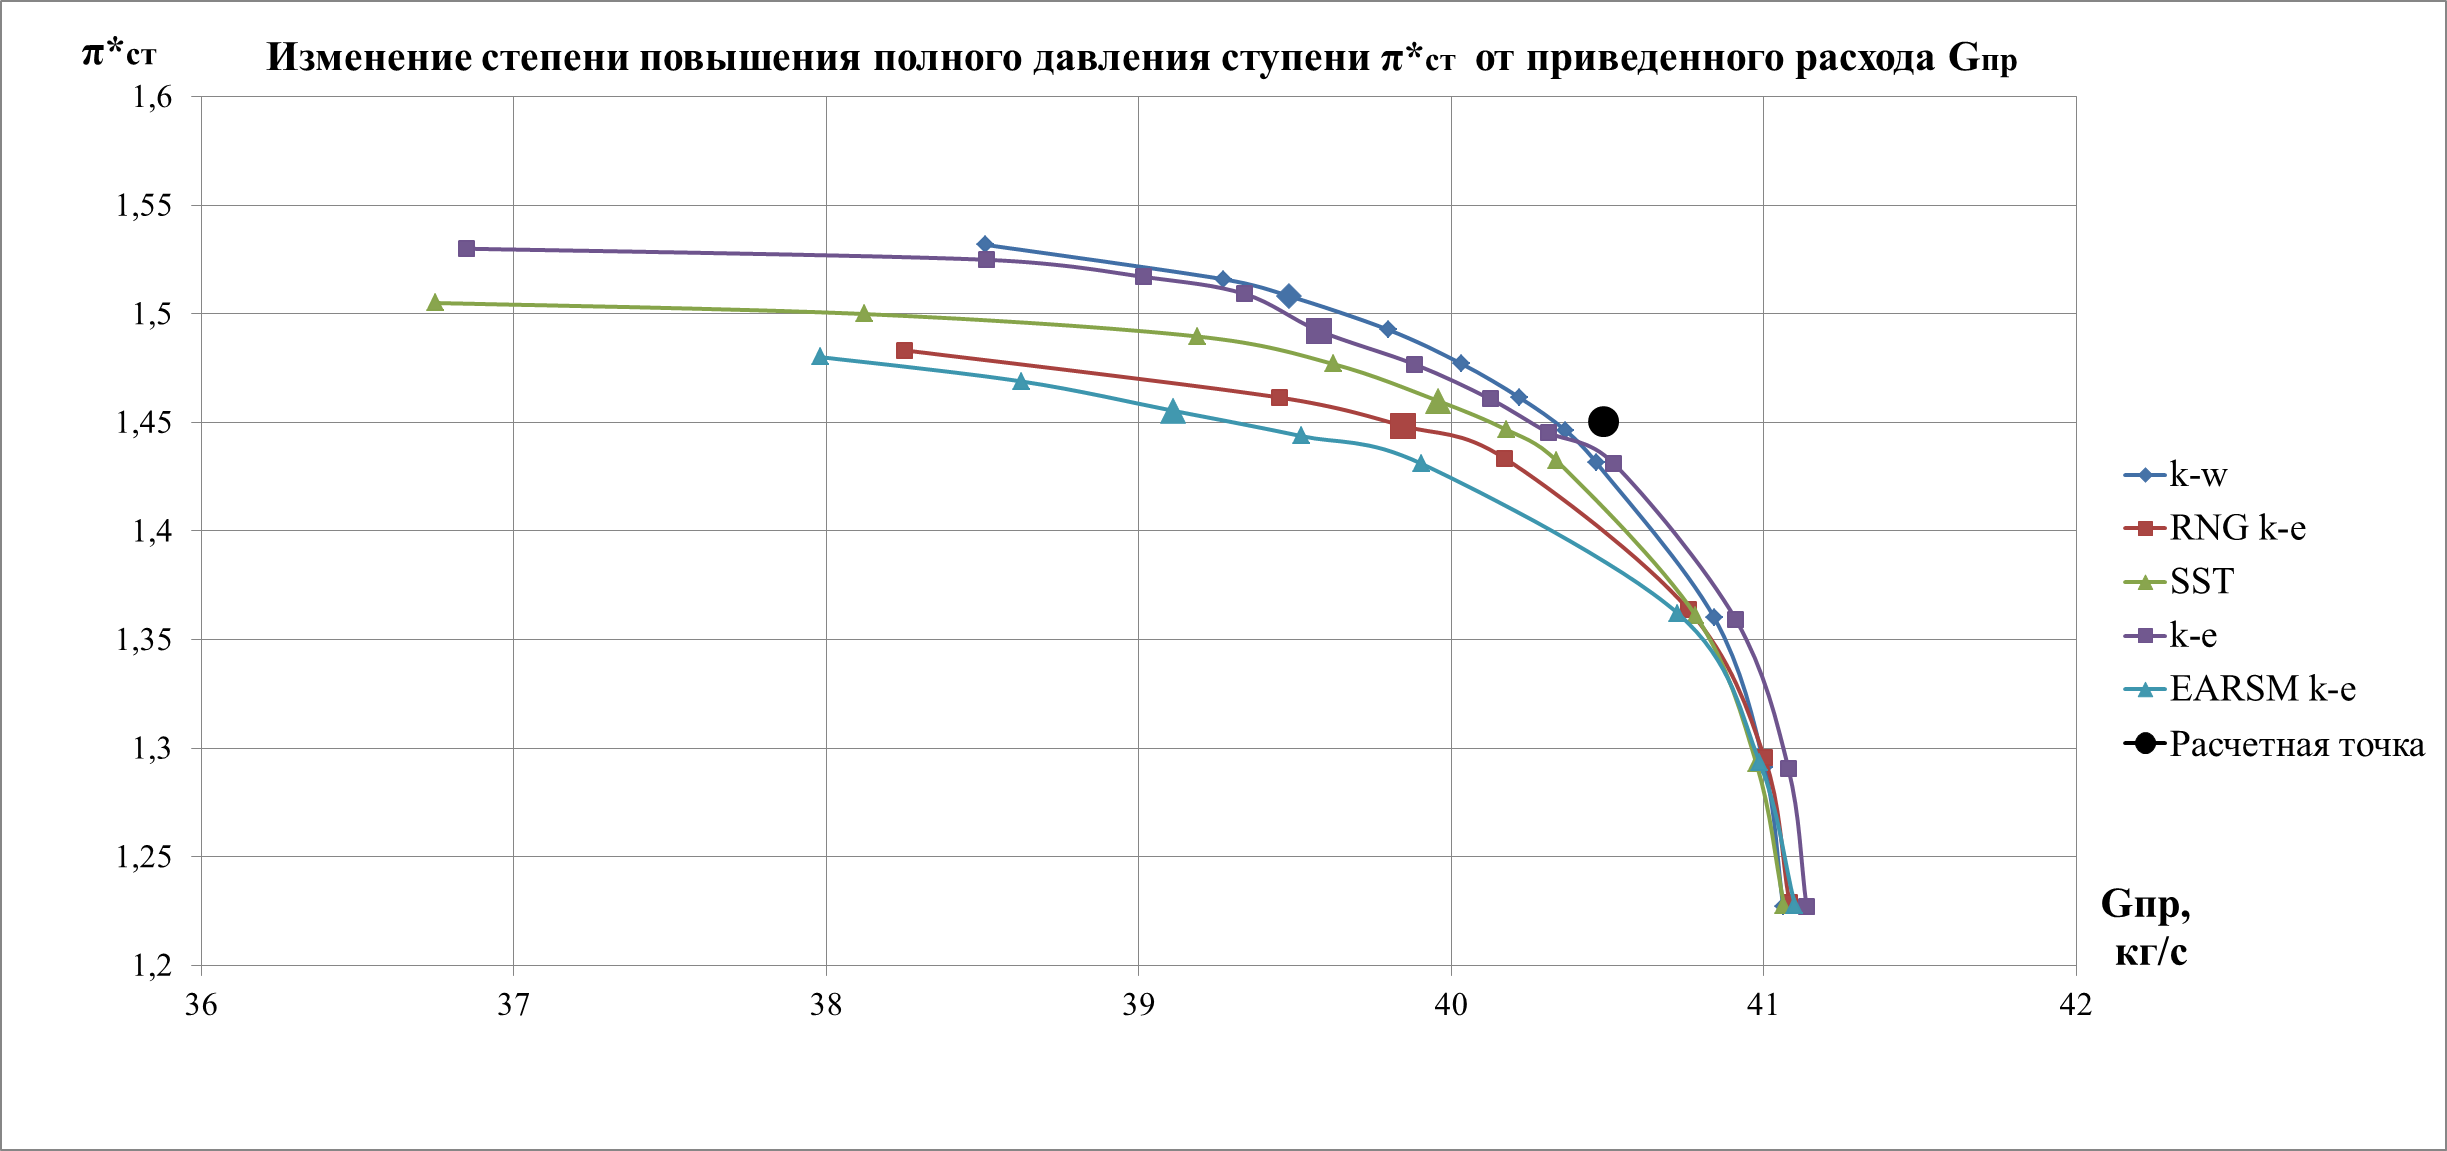 π*ст
Изменение степени повышения полного давления ступени π*ст от приведенного расхода Gпр
1,6
1,55
1,5
1,45
1,4
1,35
1,3
1,25
1,2
36 37 38 39 40 41 42
Gпр,
кг/с
k-w
RNG k-e
SST
k-e
EARSM k-e
Расчетная точка